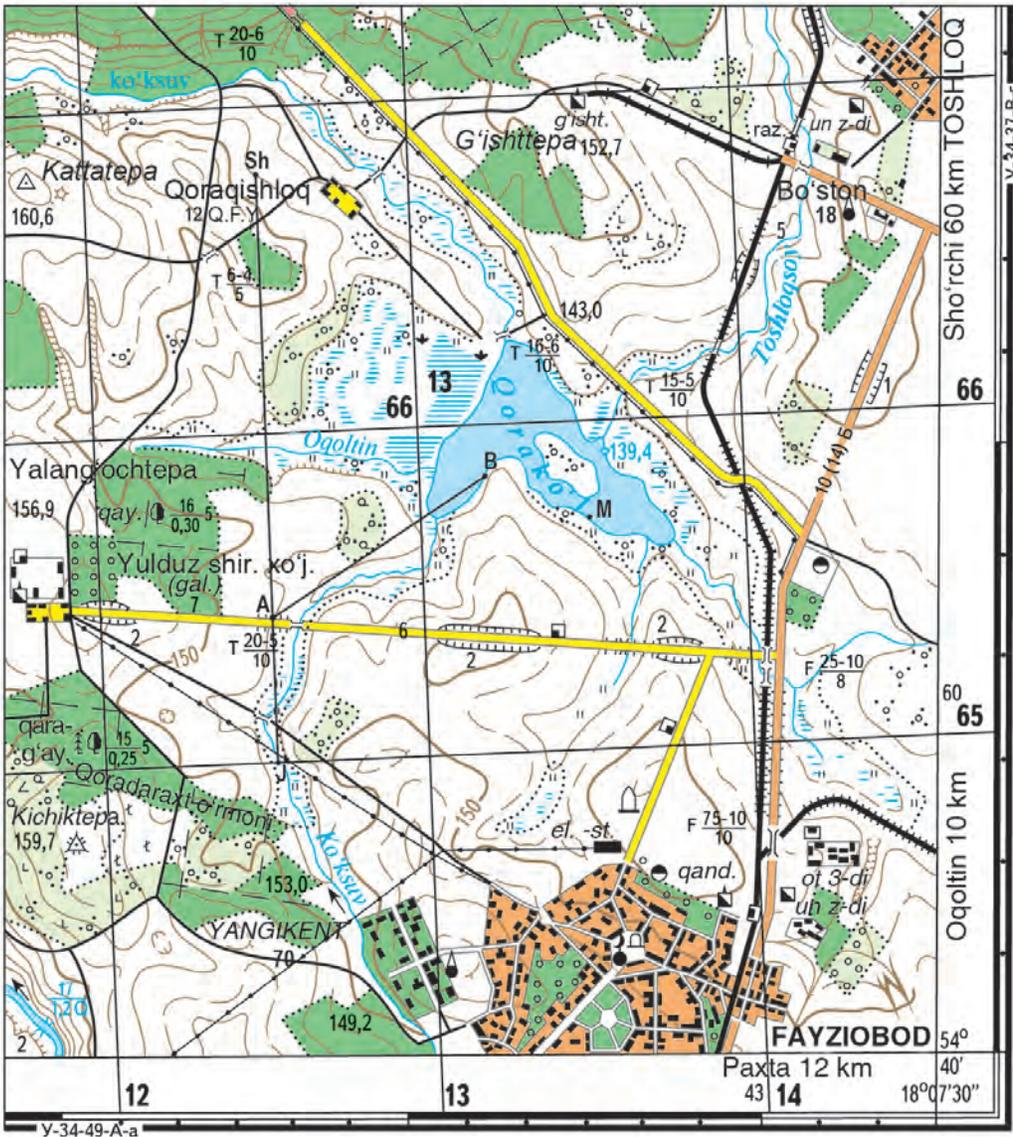 T 20-6
10
ko‘ksuv
g‘isht.
G‘ishttepa 152,7
raz.
un z-di
TOSHLOQ
Sho‘rchi 60 km
Kattatepa
160,6
Sh
Qoraqishloq
12 Q.F.Y.
Bo‘ston
18
5
T 6-4
5
143,0
Toshloqsoy
T 16-6
10
T 15-5
10
13
66
Qorako‘l
1
66
Oqoltin
139,4
10(14) Б
B
M
Yalang‘ochtepa
156,9
qay.
16
0,30
5
Yulduz shir. xo‘j.
(gal.)
7
A
2
6
2
2
T 20-5
10
150
F 25-10
8
60
65
qara-
g‘ay.
15
0,25
5
J
Qoradaraxt o‘rmoni
Kichiktepa
159,7
150
Ko‘ksuv
el. -st.
F 75-10
10
qand.
ot 3-di
un z-di
153,0
YANGIKENT
70
Oqoltin 10 km
149,2
1/
120
2
FAYZIOBOD
54º
40′
Paxta 12 km
12
13
43
14
18º07′30″
У-34-49-А-а